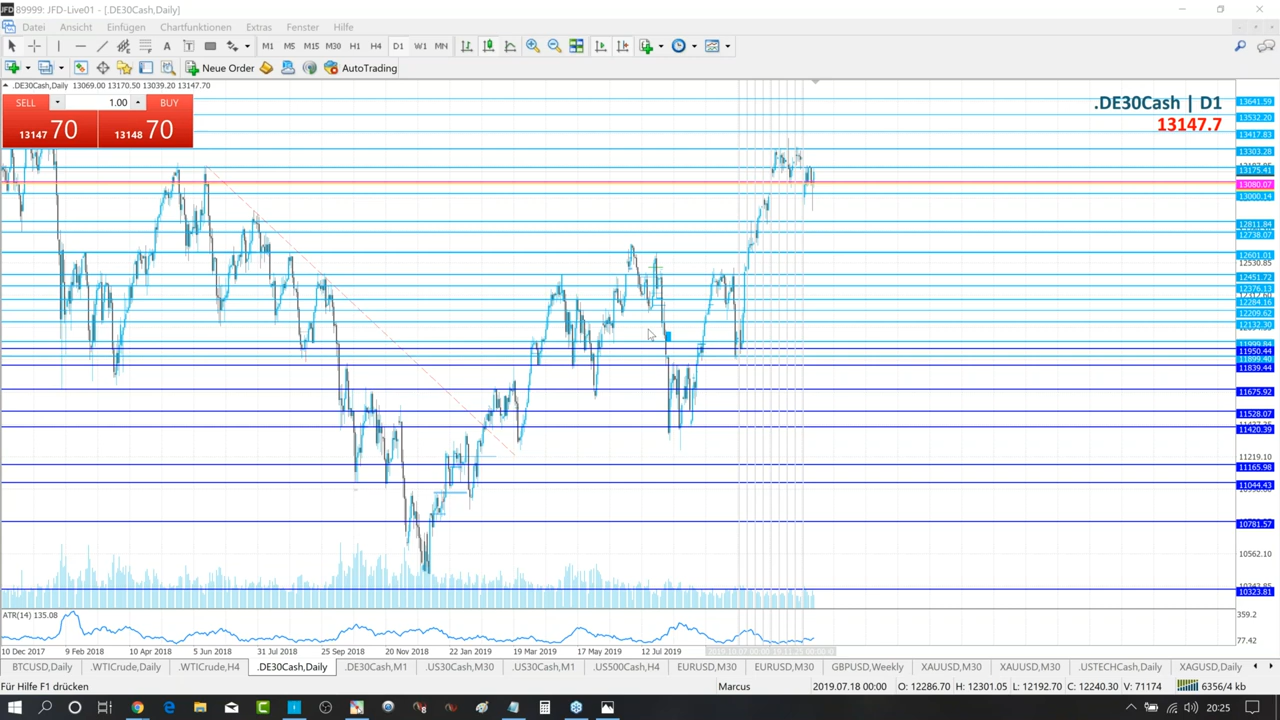 89999: JFD-Live01 - [.DE30Cash,Daily]
Datei Ansicht Einfügen Chartfunktionen Extras Fenster Hilfe
M1 M5 M15 M30 H1 H4 D1 W1 MN
Neue Order AutoTrading
.DE30Cash,Daily 13069.00 13170.50 13039.20 13147.70
SELL 1.00 BUY
13147 70 13148 70
.DE30Cash | D1
13147.7
13641.59
13532.20
13417.83
13303.28
13175.41
13080.07
13000.14
12811.84
12738.07
12601.01
12530.85
12451.72
12376.13
12284.16
12209.62
12132.30
11950.44
11899.40
11839.44
11675.92
11528.07
11420.39
11219.10
11165.98
11044.43
10781.57
10562.10
10323.81
ATR(14) 135.08
359.2
77.42
10 Dec 2017 9 Feb 2018 10 Apr 2018 5 Jun 2018 31 Jul 2018 25 Sep 2018 20 Nov 2018 22 Jan 2019 19 Mar 2019 17 May 2019 12 Jul 2019
BTCUSD,Daily .WTICrude,Daily .WTICrude,H4 .DE30Cash,Daily .DE30Cash,M1 .US30Cash,M30 .US30Cash,M1 .US500Cash,H4 EURUSD,M30 EURUSD,M30 GBPUSD,Weekly XAUUSD,M30 XAUUSD,M30 .USTECHCash,Daily XAGUSD,Daily
Für Hilfe F1 drücken Marcus 2019.07.18 00:00 O: 12286.70 H: 12301.05 L: 12192.70 C: 12240.30 V: 71174 6356/4 kb
20:25